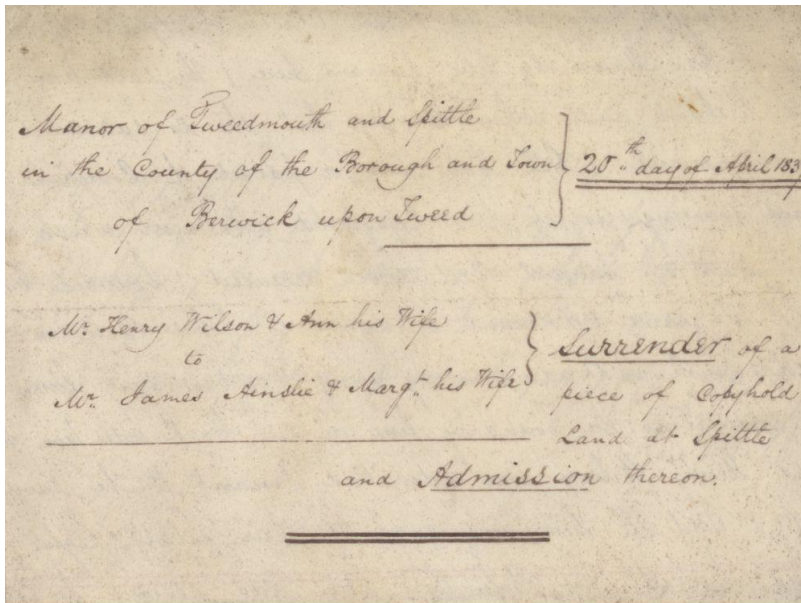 Manor of Tweedmouth and Spittle
in the County of the Borough and Town
of Berwick upon Tweed
20th day of April 183
Mr. Henry Wilson & Ann his Wife
to
Mr. James Ainslie & Margt. his Wife
Surrender of a
piece of Copyhold
Land at Spittle
and Admission thereon.